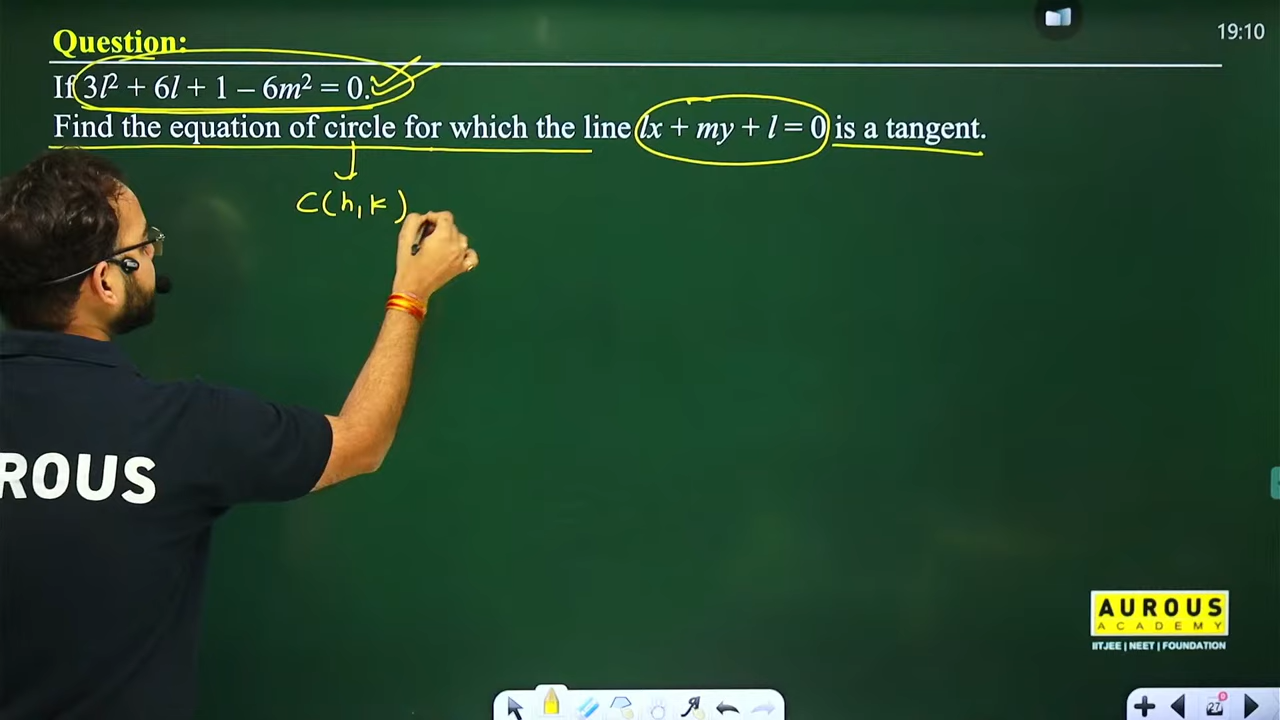 19:10
Question:
If 3l² + 6l + 1 – 6m² = 0.
Find the equation of circle for which the line lx + my + l = 0 is a tangent.
C(h, k)
ROUS
AUROUS
ACADEMY
IITJEE | NEET | FOUNDATION
27